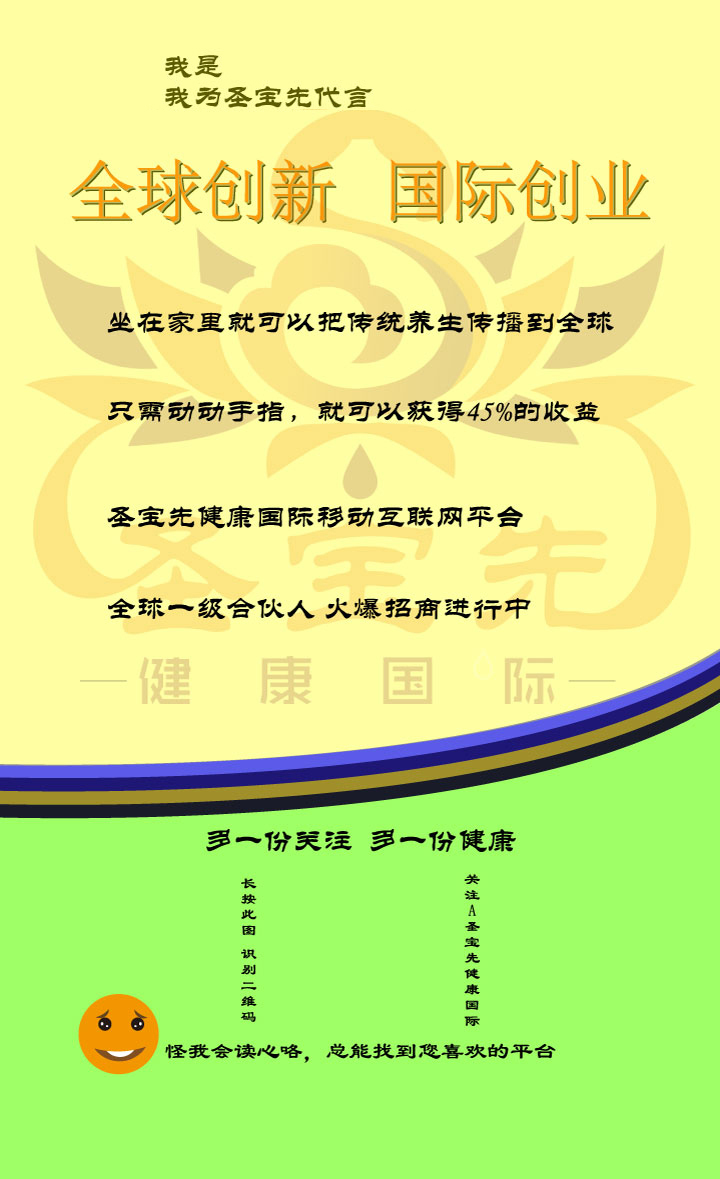 我是
我为圣宝先代言
全球创新 国际创业
坐在家里就可以把传统养生传播到全球
只需动动手指，就可以获得45%的收益
圣宝先健康国际移动互联网平台
全球一级合伙人 火爆招商进行中
圣宝先
健康国际
多一份关注 多一份健康
长按此图 识别二维码
关注A圣宝先健康国际
怪我会读心咯，总能找到您喜欢的平台